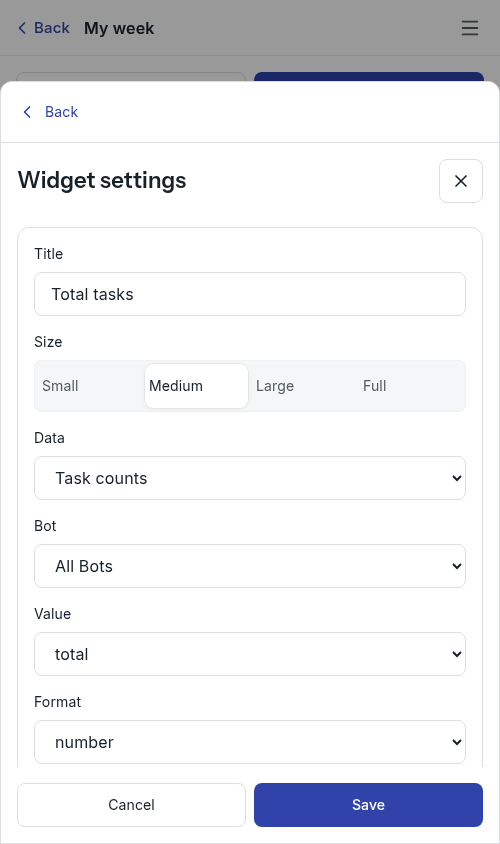 Back My week
Back
Widget settings
Title
Total tasks
Size
Small Medium Large Full
Data
Task counts
Bot
All Bots
Value
total
Format
number
Cancel Save